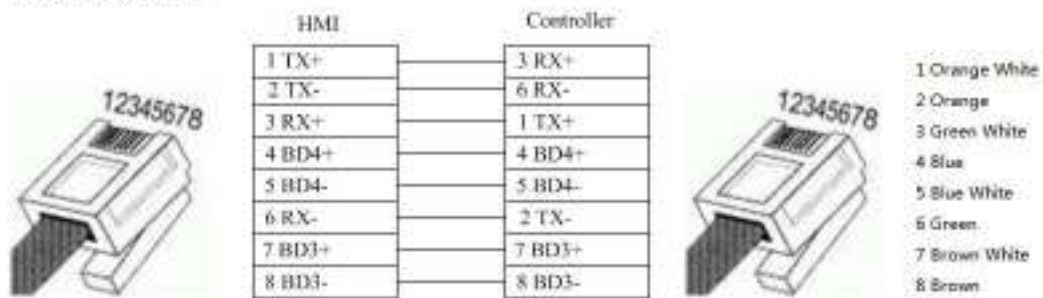 HMI Controller
1 TX+ 3 RX+
2 TX- 6 RX-
3 RX+ 1 TX+
4 BD4+ 4 BD4+
5 BD4- 5 BD4-
6 RX- 2 TX-
7 BD3+ 7 BD3+
8 BD3- 8 BD3-
12345678
12345678
1 Orange White
2 Orange
3 Green White
4 Blue
5 Blue White
6 Green
7 Brown White
8 Brown